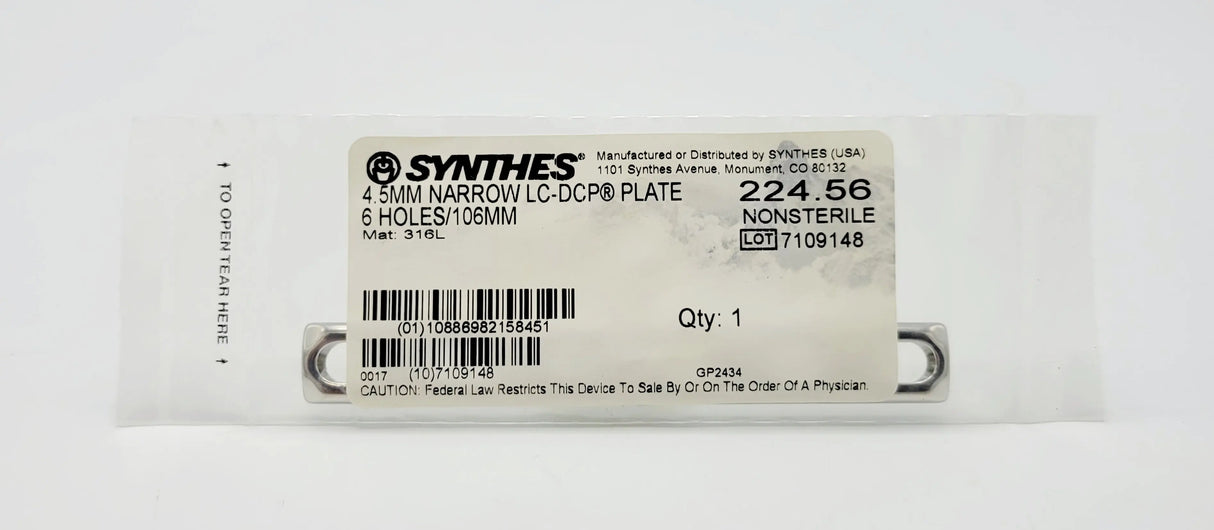 TO OPEN TEAR HERE
SYNTHES®
Manufactured or Distributed by SYNTHES (USA)
1101 Synthes Avenue, Monument, CO 80132
4.5MM NARROW LC-DCP® PLATE
6 HOLES/106MM
Mat: 316L
224.56
NONSTERILE
LOT 7109148
(01)10886982158451
Qty: 1
0017 (10)7109148
GP2434
CAUTION: Federal Law Restricts This Device To Sale By Or On The Order Of A Physician.